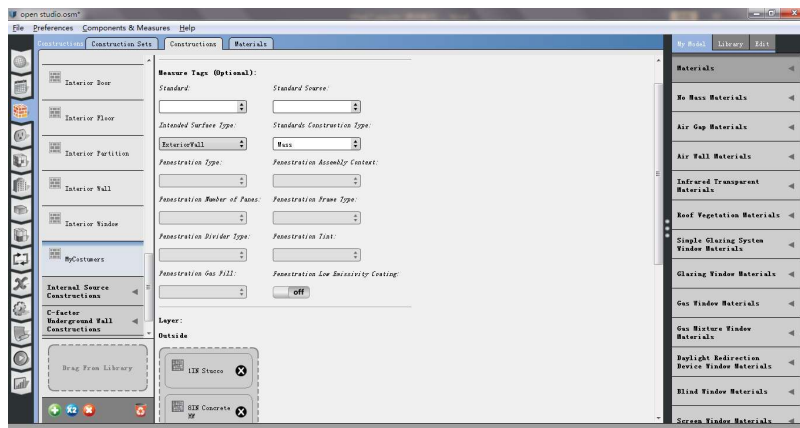 open studio.osm*
File Preferences Components & Measures Help
Constructions Construction Sets Constructions Materials
My Model Library Edit
Interior Door
Interior Floor
Interior Partition
Interior Wall
Interior Window
MyCostumers
Internal Source
Constructions
C-factor
Underground Wall
Constructions
Drag From Library
x2
Measure Tags (Optional):
Standard: Standard Source:
Intended Surface Type: Standards Construction Type:
ExteriorWall Mass
Fenestration Type: Fenestration Assembly Context:
Fenestration Number of Panes: Fenestration Frame Type:
Fenestration Divider Type: Fenestration Tint:
Fenestration Gas Fill: Fenestration Low Emissivity Coating:
off
Layer:
Outside
1IN Stucco
8IN Concrete
HW
Materials
No Mass Materials
Air Gap Materials
Air Wall Materials
Infrared Transparent
Materials
Roof Vegetation Materials
Simple Glazing System
Window Materials
Glazing Window Materials
Gas Window Materials
Gas Mixture Window
Materials
Daylight Redirection
Device Window Materials
Blind Window Materials
Screen Window Materials